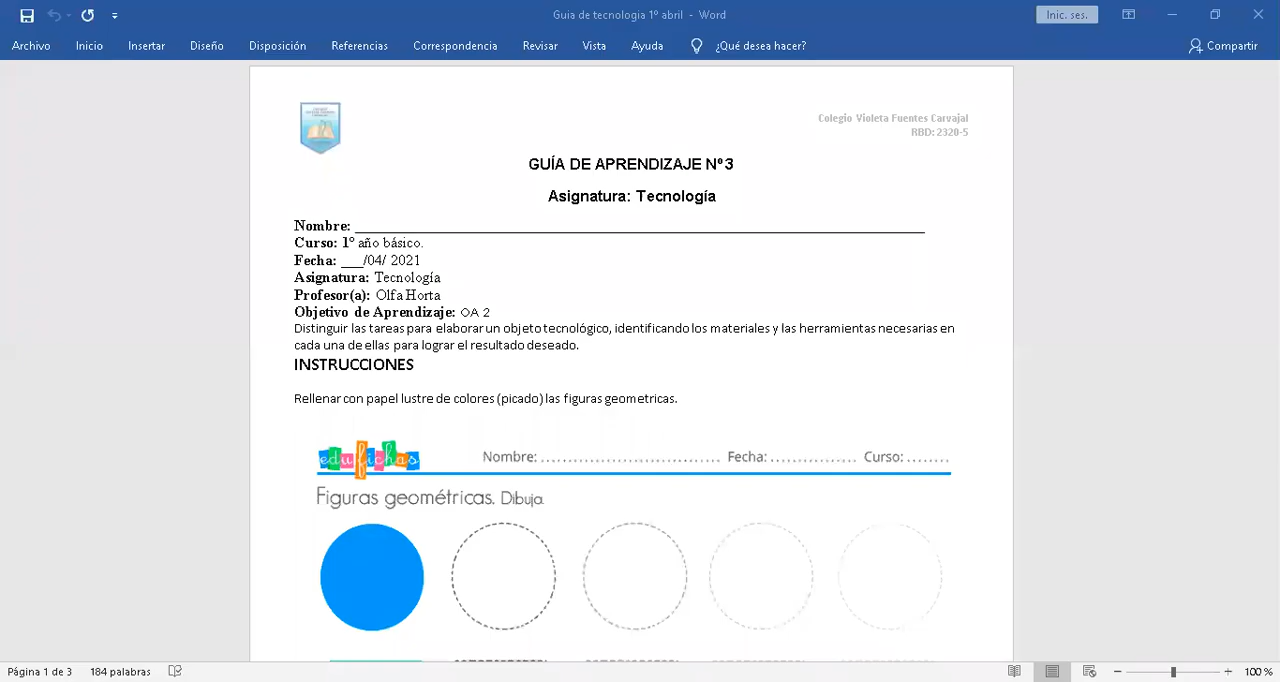 Guia de tecnologia 1º abril - Word
Inic. ses.
Archivo Inicio Insertar Diseño Disposición Referencias Correspondencia Revisar Vista Ayuda ¿Qué desea hacer? Compartir
Colegio Violeta Fuentes Carvajal
RBD: 2320-5
GUÍA DE APRENDIZAJE Nº3
Asignatura: Tecnología
Nombre:
Curso: 1° año básico.
Fecha: ___/04/ 2021
Asignatura: Tecnología
Profesor(a): Olfa Horta
Objetivo de Aprendizaje: OA 2
Distinguir las tareas para elaborar un objeto tecnológico, identificando los materiales y las herramientas necesarias en
cada una de ellas para lograr el resultado deseado.
INSTRUCCIONES
Rellenar con papel lustre de colores (picado) las figuras geometricas.
edufichas
Nombre: Fecha: Curso:
Figuras geométricas. Dibuja.
Página 1 de 3 184 palabras 100 %